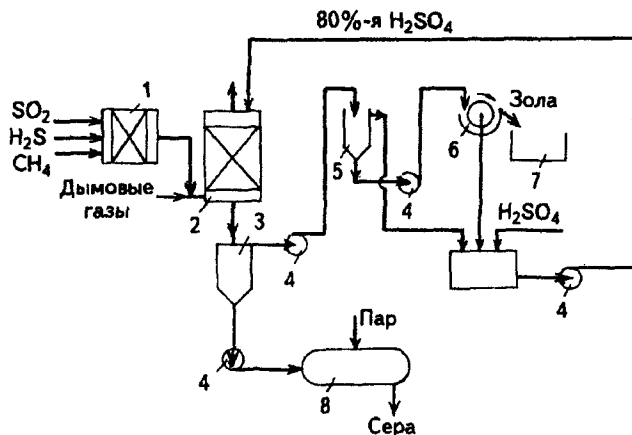 80%-я H₂SO₄
1
SO₂
H₂S
CH₄
Дымовые
газы
2
3
4
5
4
6
Зола
7
H₂SO₄
4
4
Пар
8
Сера